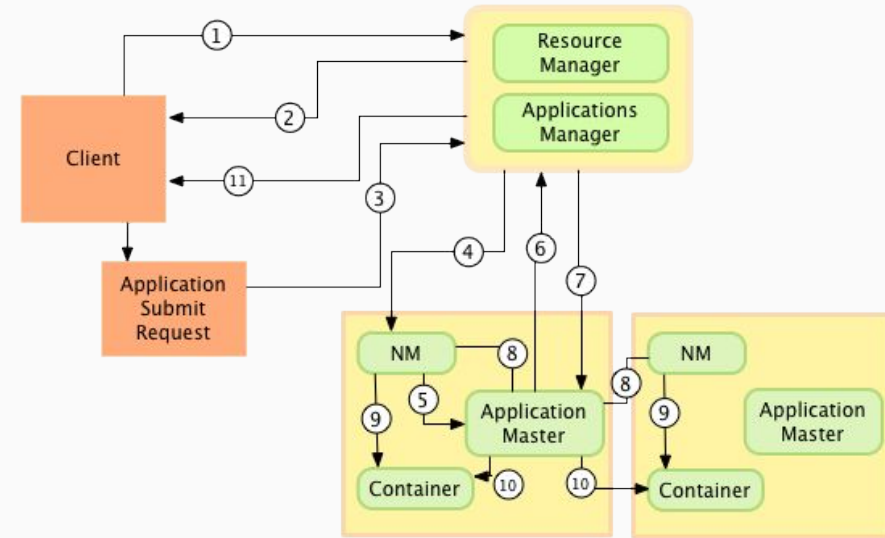 1
Resource
Manager
2
Applications
Manager
Client
11
3
4
6
7
Application
Submit
Request
NM
8
NM
8
9
5
Application
Master
9
Application
Master
Container
10
10
Container